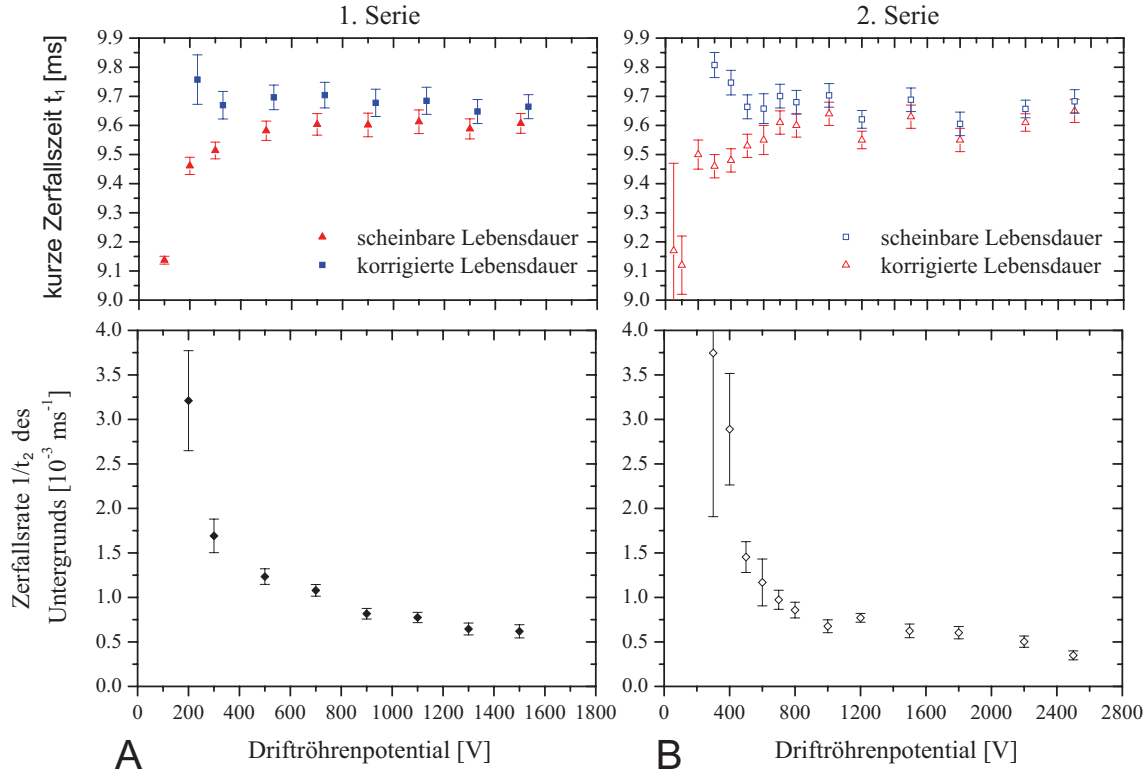 1. Serie
2. Serie
kurze Zerfallszeit t₁ [ms]
9.9
9.8
9.7
9.6
9.5
9.4
9.3
9.2
9.1
9.0
scheinbare Lebensdauer
korrigierte Lebensdauer
9.9
9.8
9.7
9.6
9.5
9.4
9.3
9.2
9.1
9.0
scheinbare Lebensdauer
korrigierte Lebensdauer
Zerfallsrate 1/t₂ des
Untergrunds [10⁻³ ms⁻¹]
4.0
3.5
3.0
2.5
2.0
1.5
1.0
0.5
0.0
0 200 400 600 800 1000 1200 1400 1600 1800
A
Driftröhrenpotential [V]
4.0
3.5
3.0
2.5
2.0
1.5
1.0
0.5
0.0
0 400 800 1200 1600 2000 2400 2800
B
Driftröhrenpotential [V]